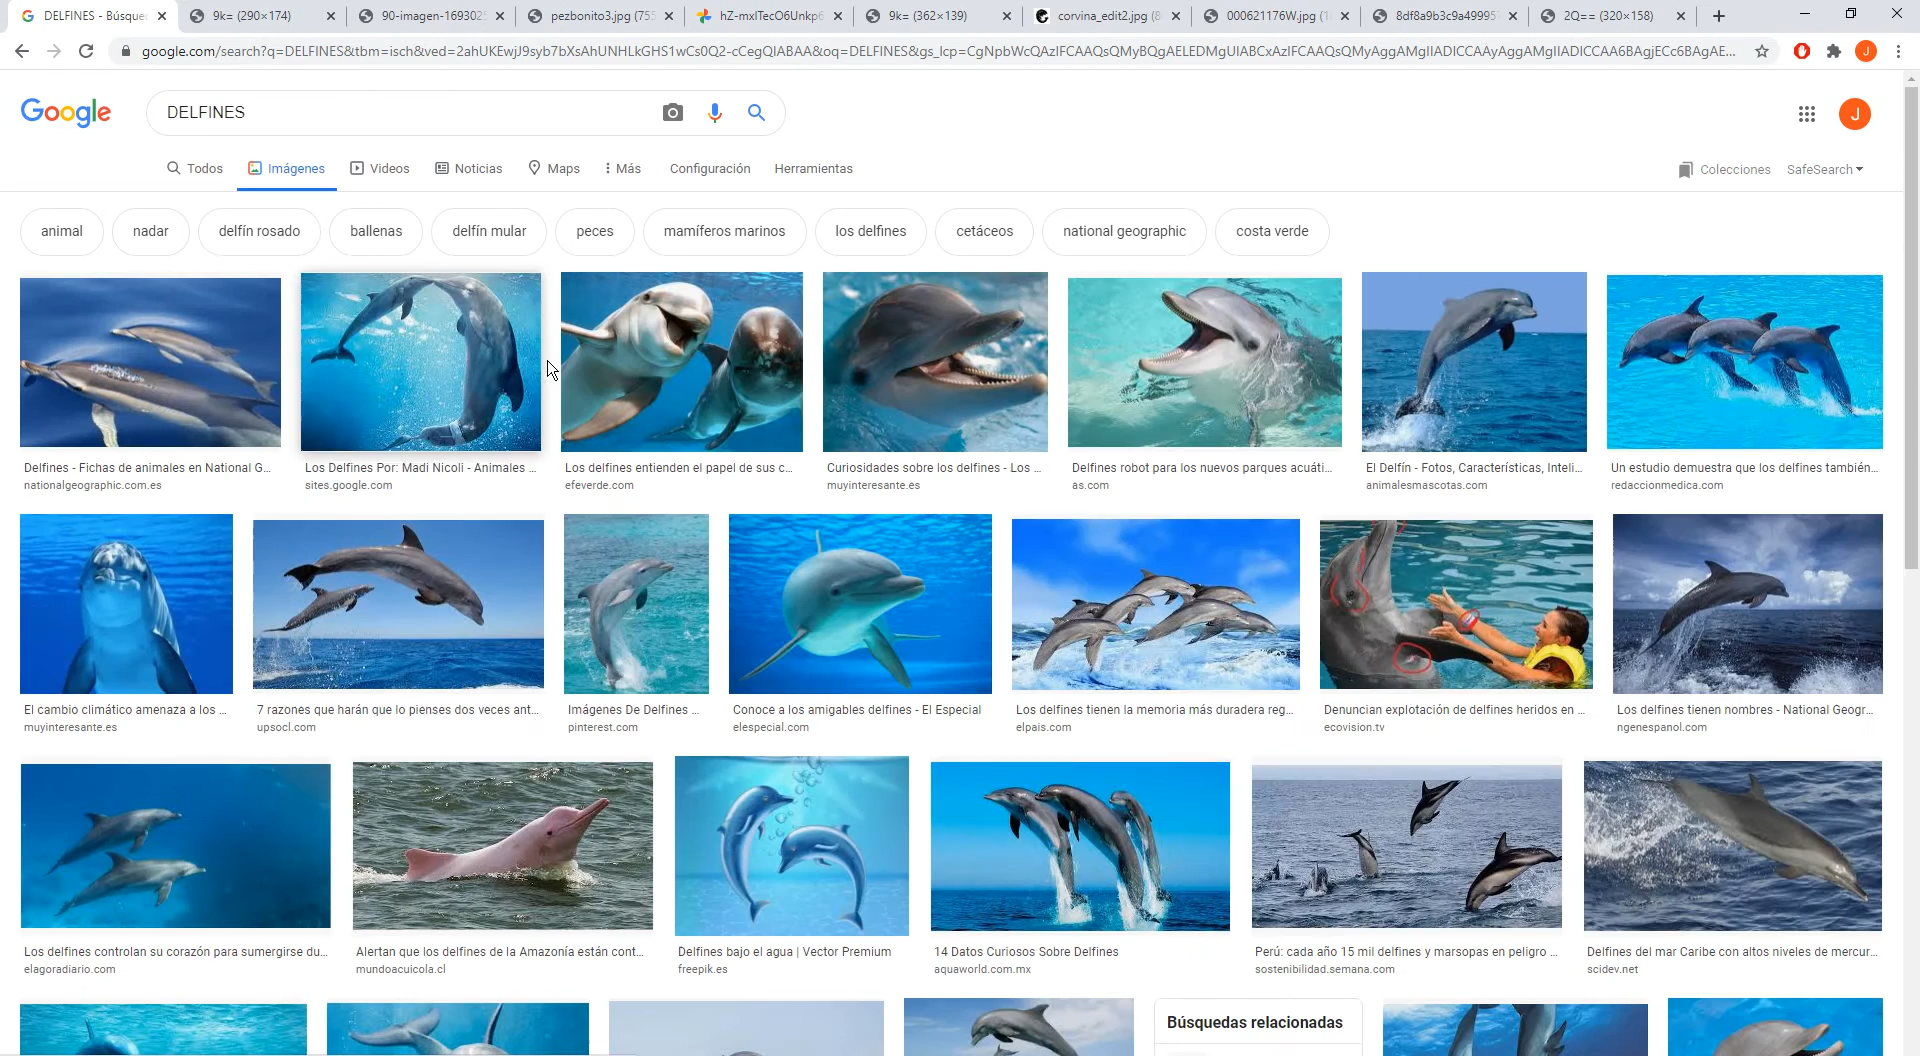 DELFINES - Búsque
9k= (290×174)
90-imagen-169302
pezbonito3.jpg (75
hZ-mxlTecO6Unkp
9k= (362×139)
corvina_edit2.jpg (8
000621176W.jpg (1
8df8a9b3c9a49995
2Q== (320×158)
google.com/search?q=DELFINES&tbm=isch&ved=2ahUKEwjJ9syb7bXsAhUNHLkGHS1wCs0Q2-cCegQIABAA&oq=DELFINES&gs_lcp=CgNpbWcQAzIFCAAQsQMyBQgAELEDMgUIABCxAzIFCAAQsQMyAggAMgIIADICCAAyAggAMgIIADICCAA6BAgjECc6BAgAE...
J
Google
DELFINES
J
Todos
Imágenes
Videos
Noticias
Maps
Más
Configuración
Herramientas
Colecciones
SafeSearch
animal
nadar
delfín rosado
ballenas
delfín mular
peces
mamíferos marinos
los delfines
cetáceos
national geographic
costa verde
Delfines - Fichas de animales en National G...
nationalgeographic.com.es
Los Delfines Por: Madi Nicoli - Animales ...
sites.google.com
Los delfines entienden el papel de sus c...
efeverde.com
Curiosidades sobre los delfines - Los ...
muyinteresante.es
Delfines robot para los nuevos parques acuáti...
as.com
El Delfín - Fotos, Características, Inteli...
animalesmascotas.com
Un estudio demuestra que los delfines también...
redaccionmedica.com
El cambio climático amenaza a los ...
muyinteresante.es
7 razones que harán que lo pienses dos veces ant...
upsocl.com
Imágenes De Delfines ...
pinterest.com
Conoce a los amigables delfines - El Especial
elespecial.com
Los delfines tienen la memoria más duradera reg...
elpais.com
Denuncian explotación de delfines heridos en ...
ecovision.tv
Los delfines tienen nombres - National Geogr...
ngenespanol.com
Los delfines controlan su corazón para sumergirse du...
elagoradiario.com
Alertan que los delfines de la Amazonía están cont...
mundoacuicola.cl
Delfines bajo el agua | Vector Premium
freepik.es
14 Datos Curiosos Sobre Delfines
aquaworld.com.mx
Perú: cada año 15 mil delfines y marsopas en peligro ...
sostenibilidad.semana.com
Delfines del mar Caribe con altos niveles de mercur...
scidev.net
Búsquedas relacionadas